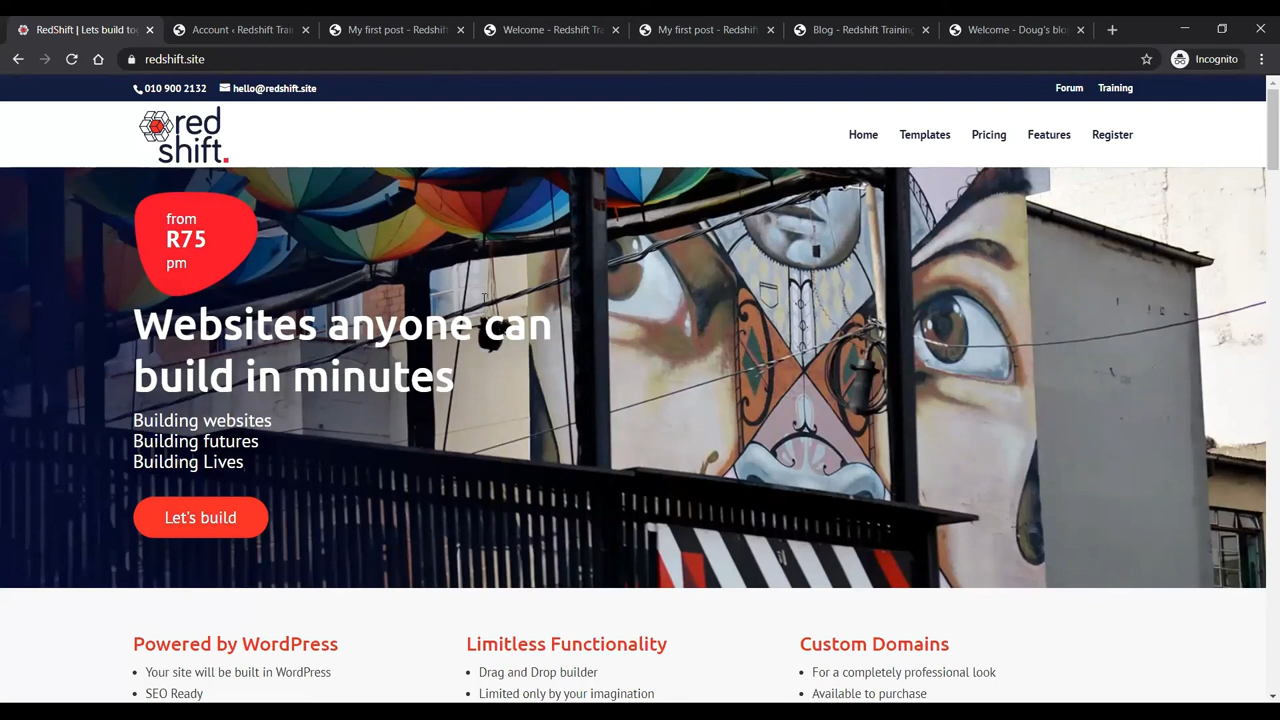 RedShift | Lets build to
Account ‹ Redshift Trai
My first post - Redshift
Welcome - Redshift Tra
My first post - Redshift
Blog - Redshift Training
Welcome - Doug's blo
redshift.site
Incognito
010 900 2132
hello@redshift.site
Forum
Training
red
shift.
Home
Templates
Pricing
Features
Register
from
R75
pm
Websites anyone can
build in minutes
Building websites
Building futures
Building Lives
Let's build
Powered by WordPress
Your site will be built in WordPress
SEO Ready
Limitless Functionality
Drag and Drop builder
Limited only by your imagination
Custom Domains
For a completely professional look
Available to purchase